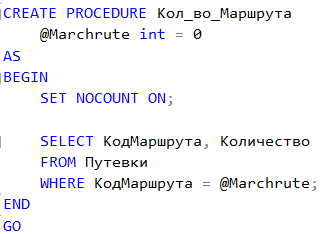 CREATE PROCEDURE Кол_во_Маршрута
@Marchrute int = 0
AS
BEGIN
SET NOCOUNT ON;
SELECT КодМаршрута, Количество
FROM Путевки
WHERE КодМаршрута = @Marchrute;
END
GO